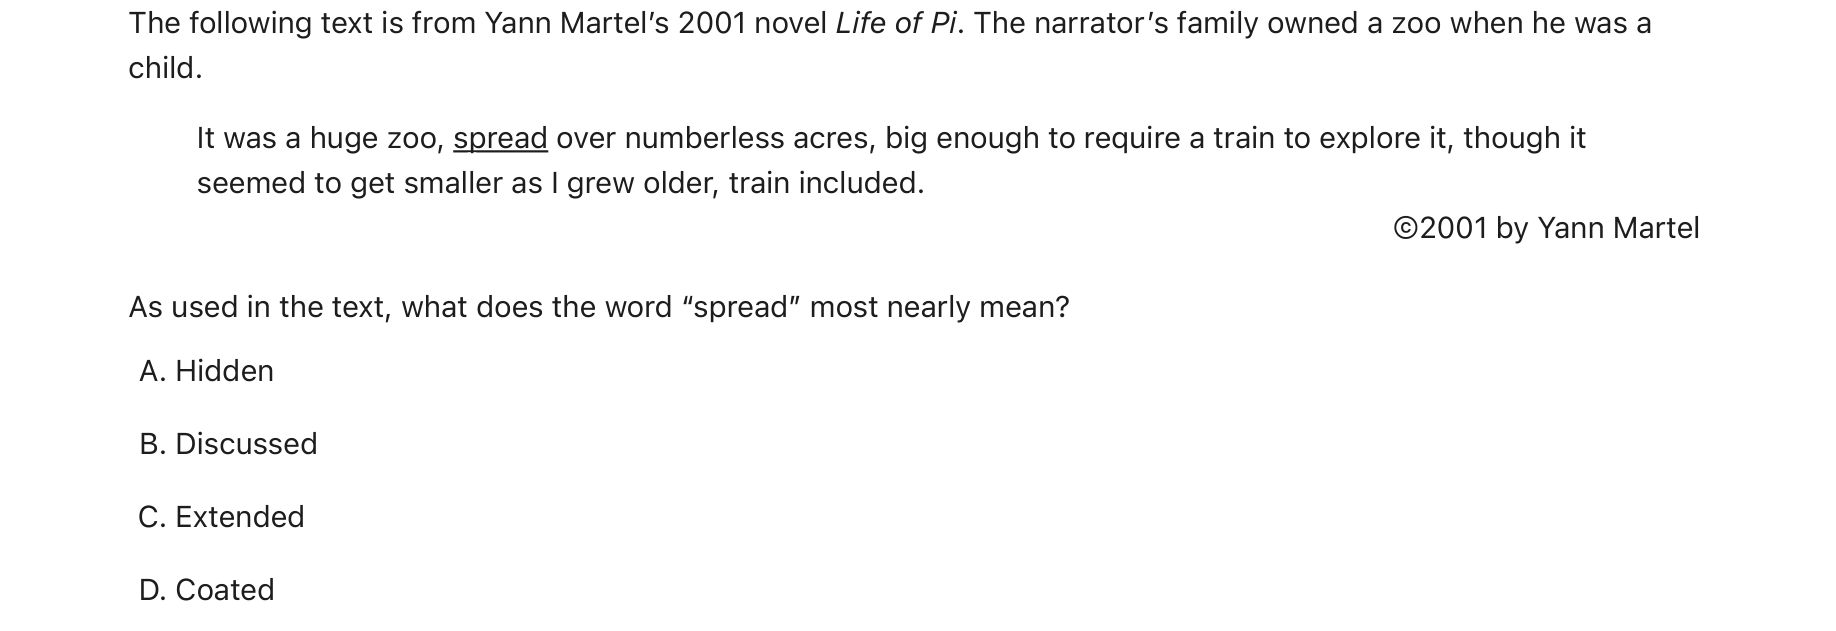 The following text is from Yann Martel’s 2001 novel Life of Pi. The narrator’s family owned a zoo when he was a
child.
It was a huge zoo, spread over numberless acres, big enough to require a train to explore it, though it
seemed to get smaller as I grew older, train included.
©2001 by Yann Martel
As used in the text, what does the word “spread” most nearly mean?
A. Hidden
B. Discussed
C. Extended
D. Coated